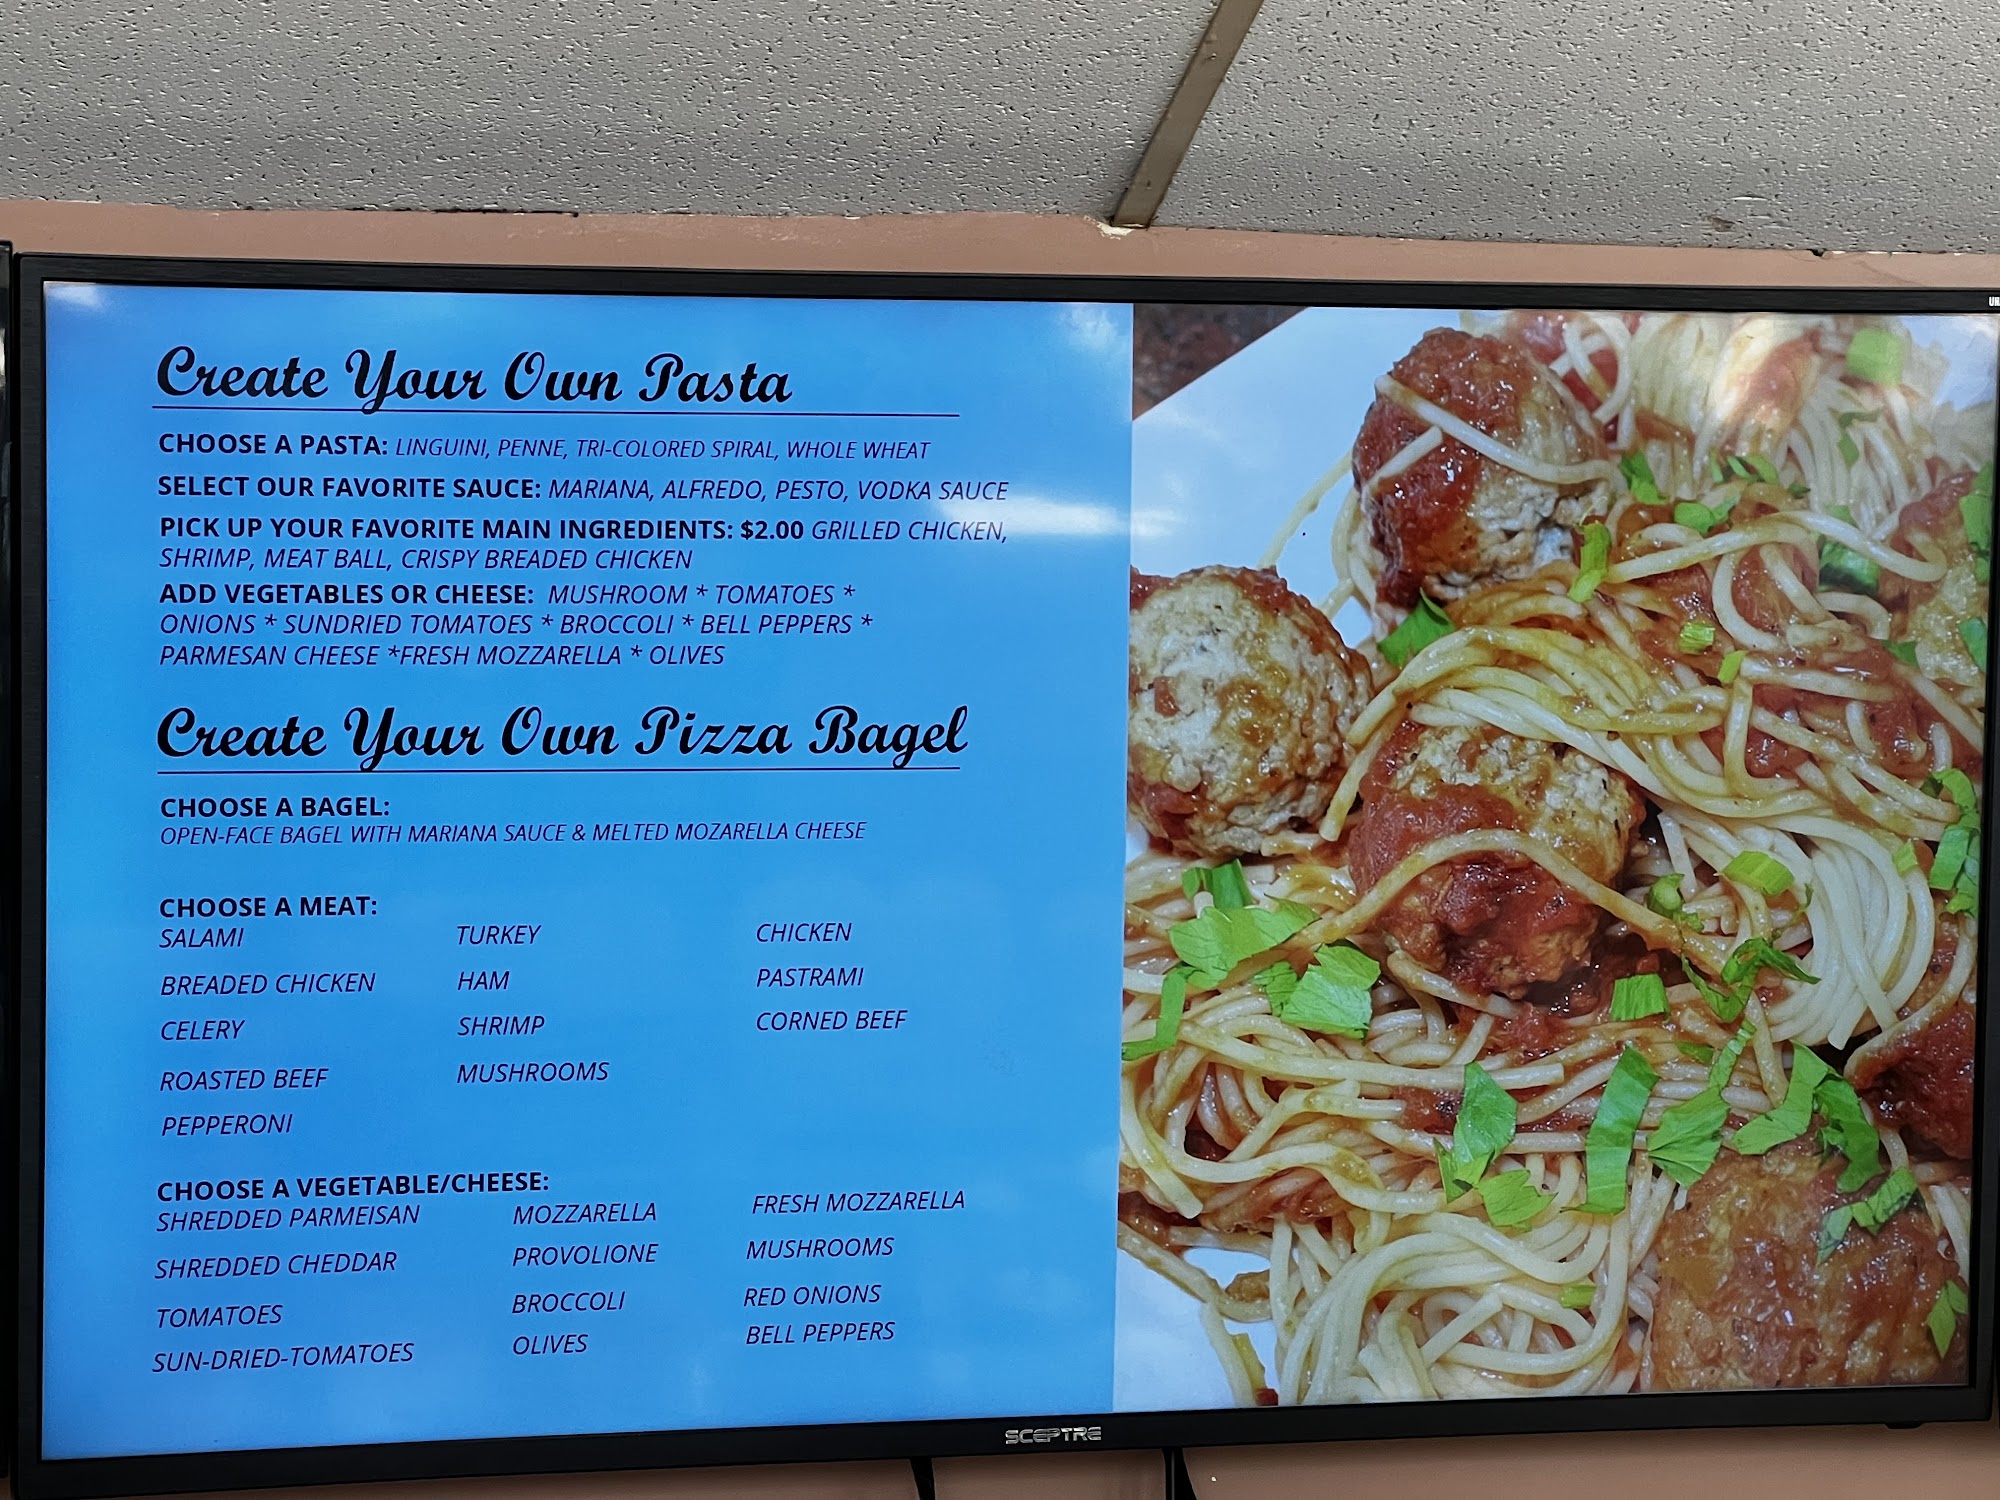 Create Your Own Pasta
CHOOSE A PASTA: LINGUINI, PENNE, TRI-COLORED SPIRAL, WHOLE WHEAT
SELECT OUR FAVORITE SAUCE: MARIANA, ALFREDO, PESTO, VODKA SAUCE
PICK UP YOUR FAVORITE MAIN INGREDIENTS: $2.00 GRILLED CHICKEN,
SHRIMP, MEAT BALL, CRISPY BREADED CHICKEN
ADD VEGETABLES OR CHEESE: MUSHROOM * TOMATOES *
ONIONS * SUNDRIED TOMATOES * BROCCOLI * BELL PEPPERS *
PARMESAN CHEESE *FRESH MOZZARELLA * OLIVES
Create Your Own Pizza Bagel
CHOOSE A BAGEL:
OPEN-FACE BAGEL WITH MARIANA SAUCE & MELTED MOZARELLA CHEESE
CHOOSE A MEAT:
SALAMI TURKEY CHICKEN
BREADED CHICKEN HAM PASTRAMI
CELERY SHRIMP CORNED BEEF
ROASTED BEEF MUSHROOMS
PEPPERONI
CHOOSE A VEGETABLE/CHEESE:
SHREDDED PARMEISAN MOZZARELLA FRESH MOZZARELLA
SHREDDED CHEDDAR PROVOLIONE MUSHROOMS
TOMATOES BROCCOLI RED ONIONS
SUN-DRIED-TOMATOES OLIVES BELL PEPPERS
SCEPTRE